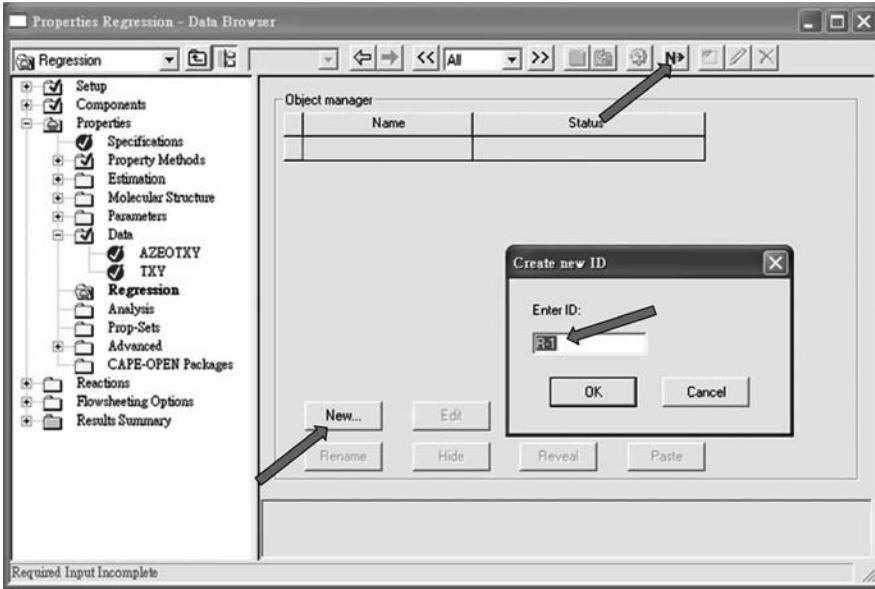 Properties Regression - Data Browser
Regression
All
N>
Setup
Components
Properties
Specifications
Property Methods
Estimation
Molecular Structure
Parameters
Data
AZEOTXY
TXY
Regression
Analysis
Prop-Sets
Advanced
CAPE-OPEN Packages
Reactions
Flowsheeting Options
Results Summary
Object manager
Name Status
Create new ID
Enter ID:
R-1
OK Cancel
New... Edit
Rename Hide Reveal Paste
Required Input Incomplete